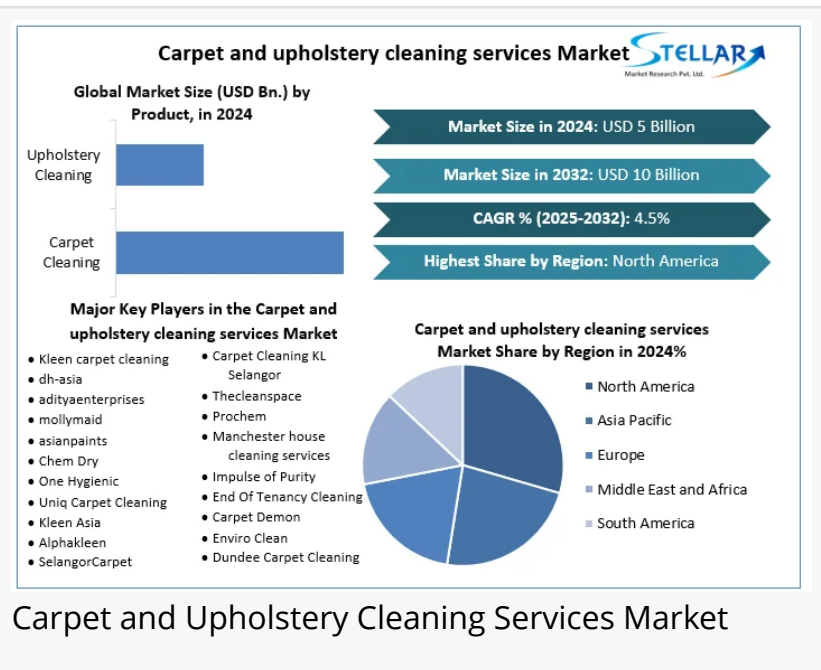 Carpet and upholstery cleaning services Market
STELLAR
Market Research Pvt. Ltd.
Global Market Size (USD Bn.) by
Product, in 2024
Upholstery
Cleaning
Carpet
Cleaning
Market Size in 2024: USD 5 Billion
Market Size in 2032: USD 10 Billion
CAGR % (2025-2032): 4.5%
Highest Share by Region: North America
Major Key Players in the Carpet and
upholstery cleaning services Market
• Kleen carpet cleaning
• dh-asia
• adityaenterprises
• mollymaid
• asianpaints
• Chem Dry
• One Hygienic
• Uniq Carpet Cleaning
• Kleen Asia
• Alphakleen
• SelangorCarpet
• Carpet Cleaning KL
Selangor
• Thecleanspace
• Prochem
• Manchester house
cleaning services
• Impulse of Purity
• End Of Tenancy Cleaning
• Carpet Demon
• Enviro Clean
• Dundee Carpet Cleaning
Carpet and upholstery cleaning services
Market Share by Region in 2024%
North America
Asia Pacific
Europe
Middle East and Africa
South America
Carpet and Upholstery Cleaning Services Market